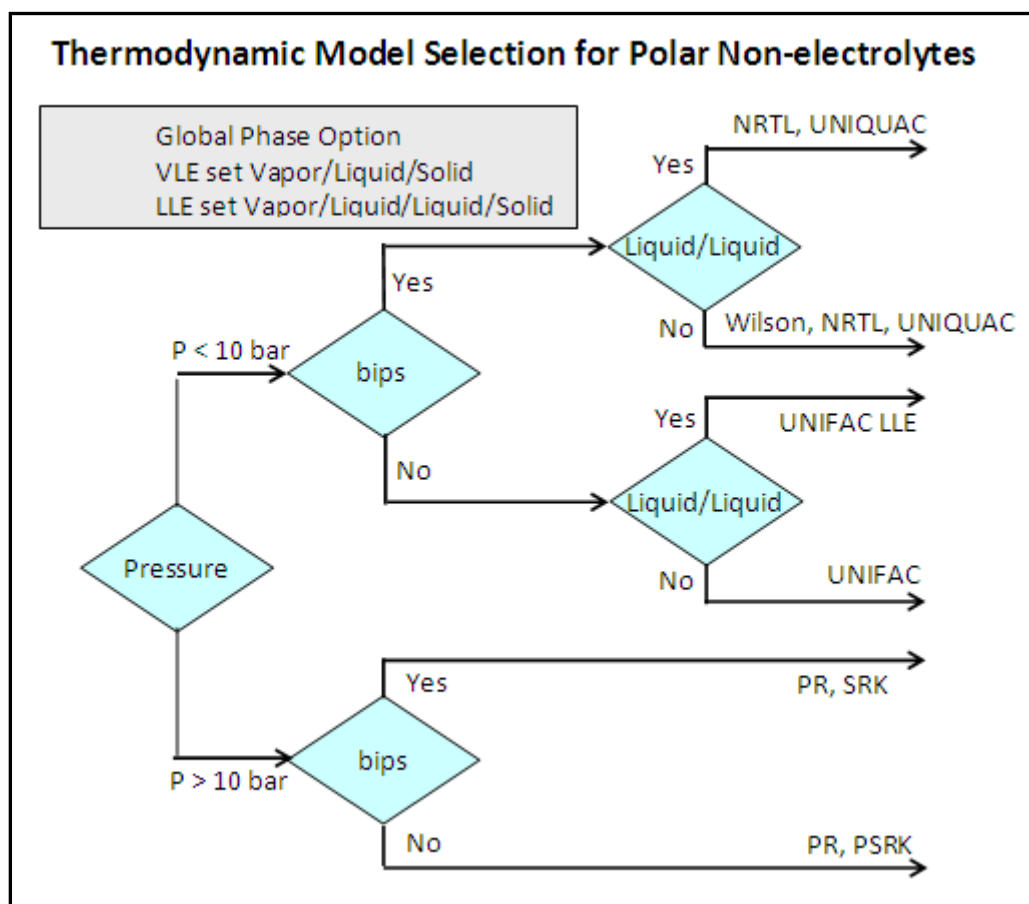 Thermodynamic Model Selection for Polar Non-electrolytes
Global Phase Option
VLE set Vapor/Liquid/Solid
LLE set Vapor/Liquid/Liquid/Solid
NRTL, UNIQUAC
Yes
Liquid/Liquid
Yes
No
Wilson, NRTL, UNIQUAC
P < 10 bar
bips
Yes
UNIFAC LLE
No
Liquid/Liquid
Pressure
No
UNIFAC
Yes
PR, SRK
bips
P > 10 bar
No
PR, PSRK